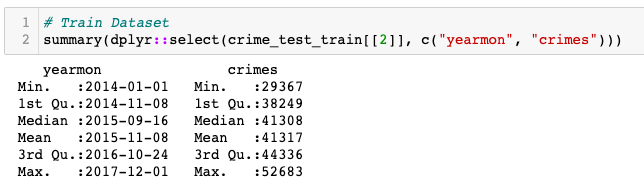 1 # Train Dataset
2 summary(dplyr::select(crime_test_train[[2]], c("yearmon", "crimes")))
yearmon crimes
Min. :2014-01-01 Min. :29367
1st Qu.:2014-11-08 1st Qu.:38249
Median :2015-09-16 Median :41308
Mean :2015-11-08 Mean :41317
3rd Qu.:2016-10-24 3rd Qu.:44336
Max. :2017-12-01 Max. :52683